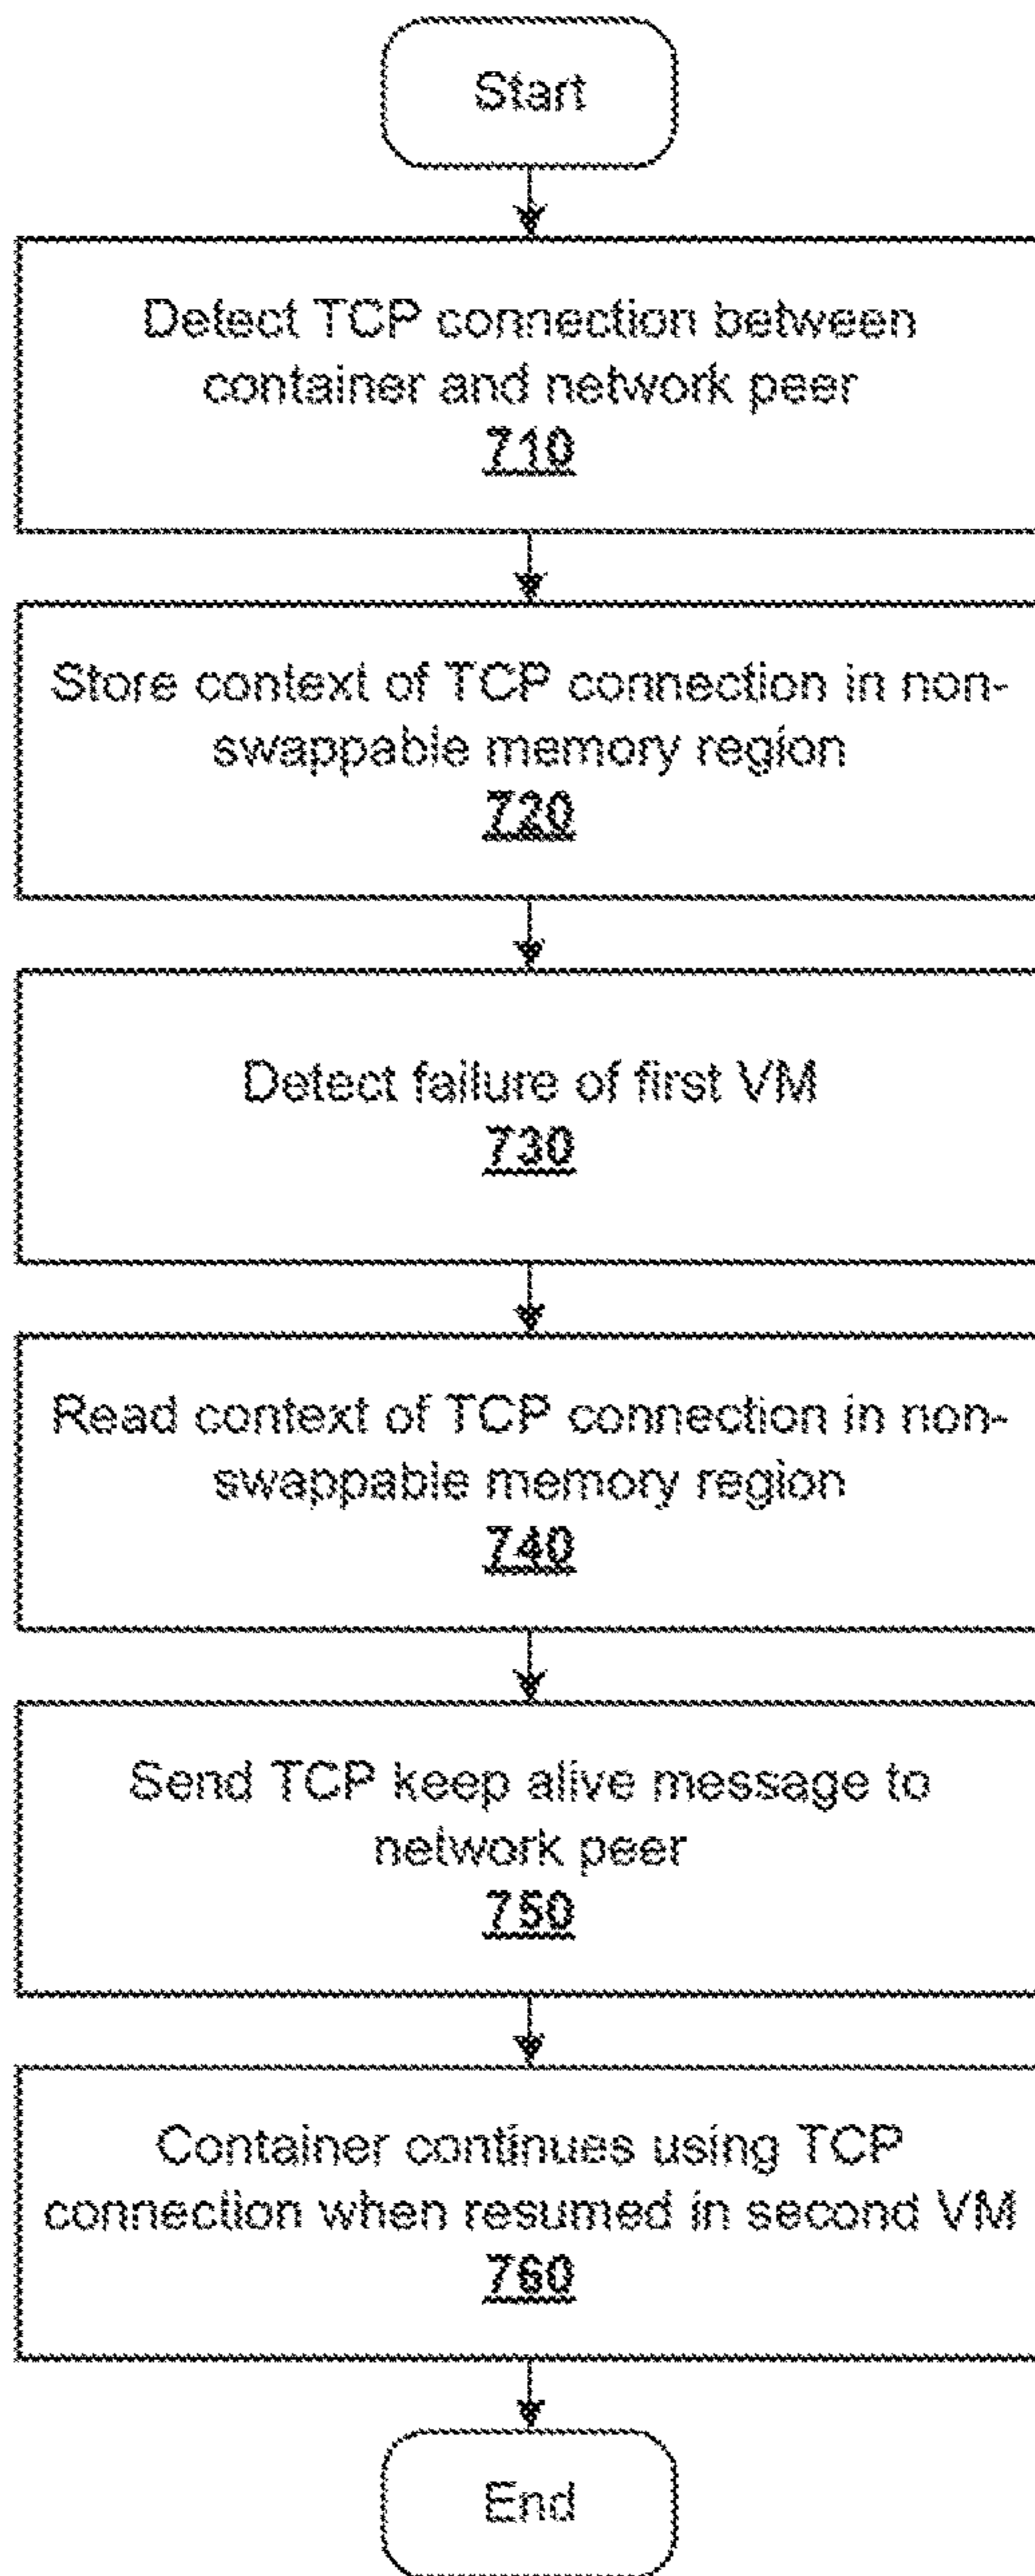 Start
Detect TCP connection between
container and network peer
710
Store context of TCP connection in non-
swappable memory region
720
Detect failure of first VM
730
Read context of TCP connection in non-
swappable memory region
740
Send TCP keep alive message to
network peer
750
Container continues using TCP
connection when resumed in second VM
760
End